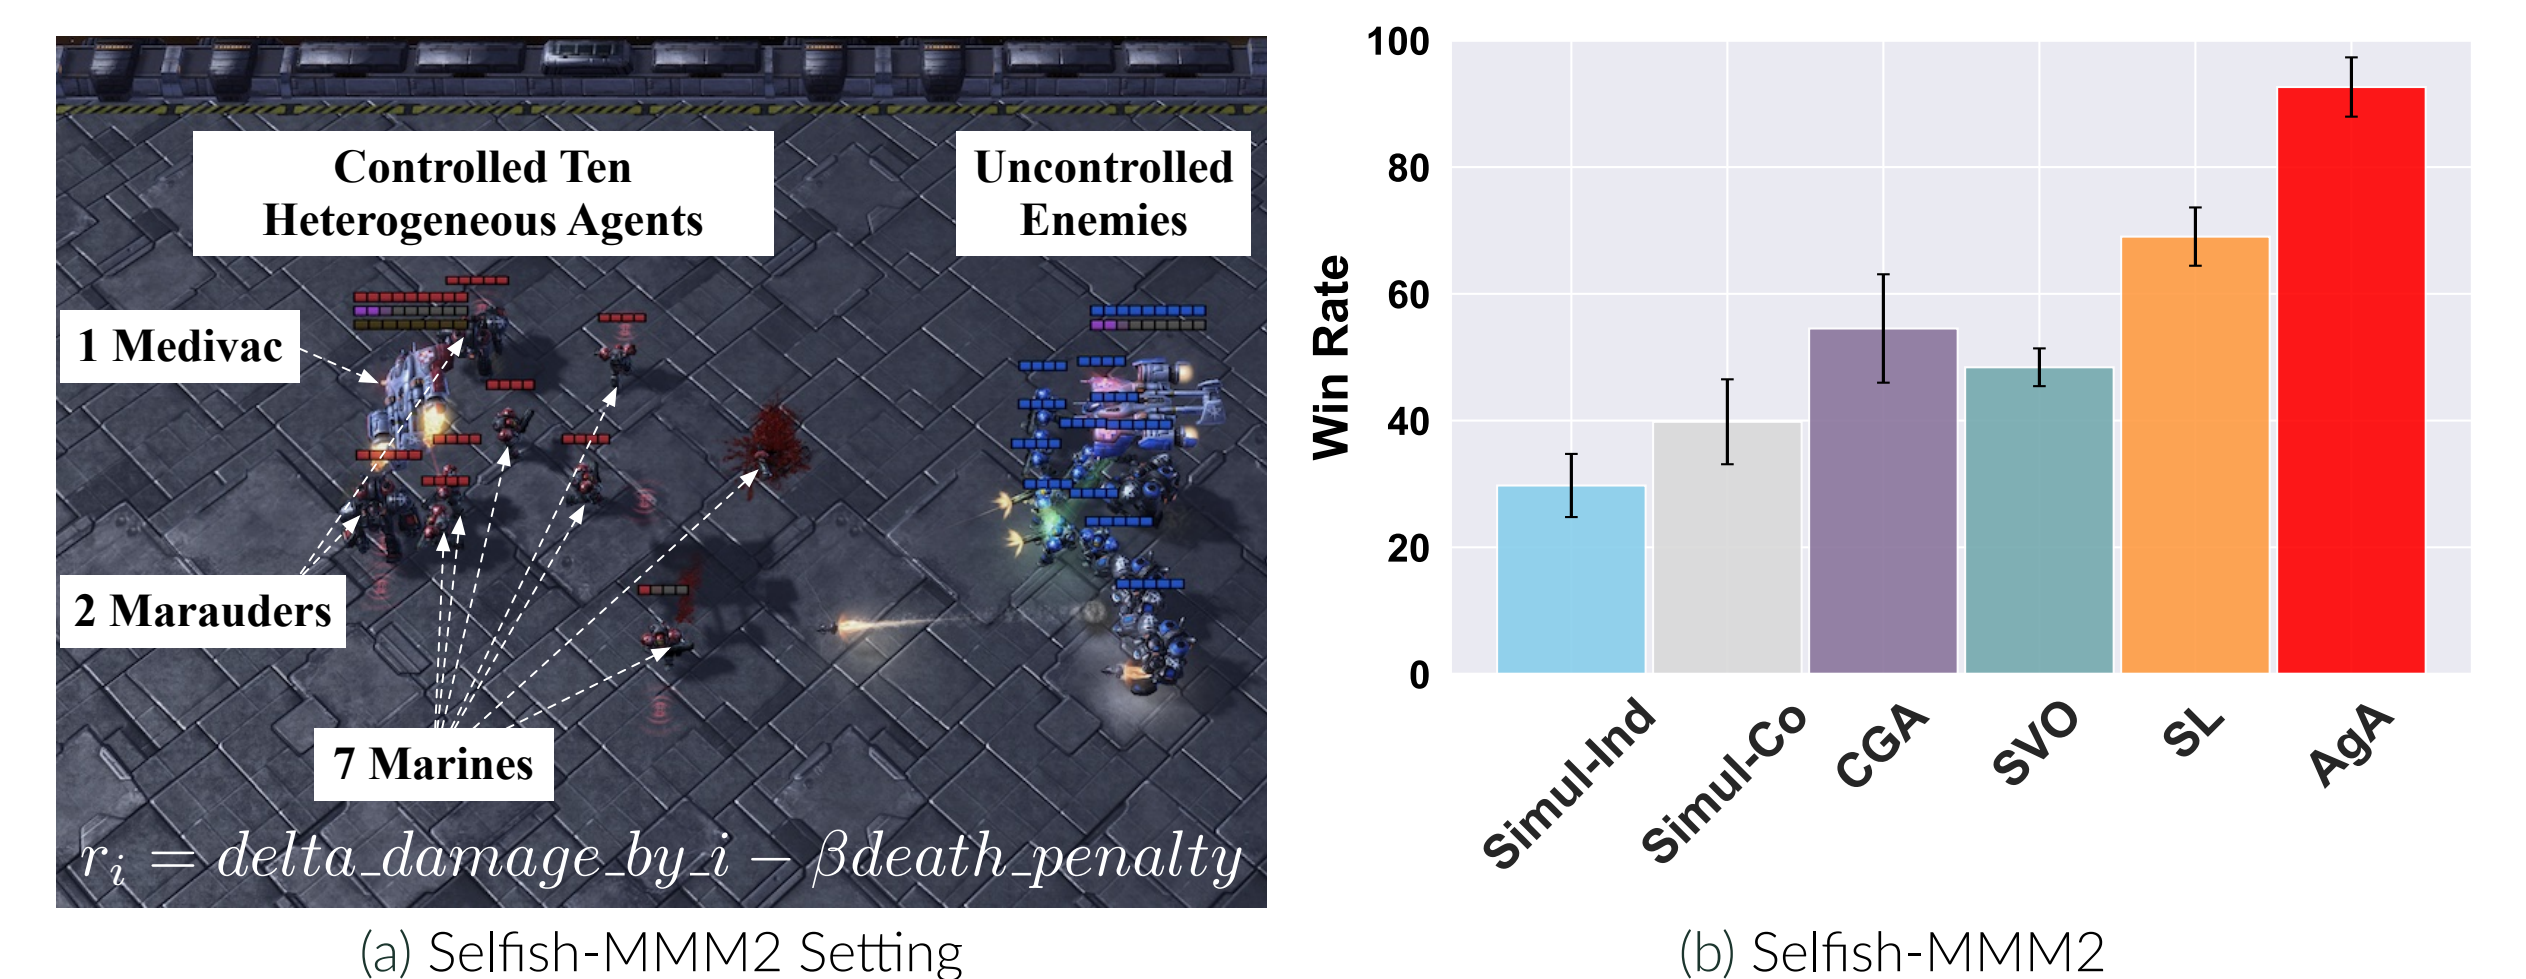 Controlled Ten
Heterogeneous Agents
Uncontrolled
Enemies
1 Medivac
2 Marauders
7 Marines
r_i = delta_damage_by_i − βdeath_penalty
(a) Selfish-MMM2 Setting
Win Rate
100
80
60
40
20
0
Simul-Ind
Simul-Co
CGA
SVO
SL
AgA
(b) Selfish-MMM2